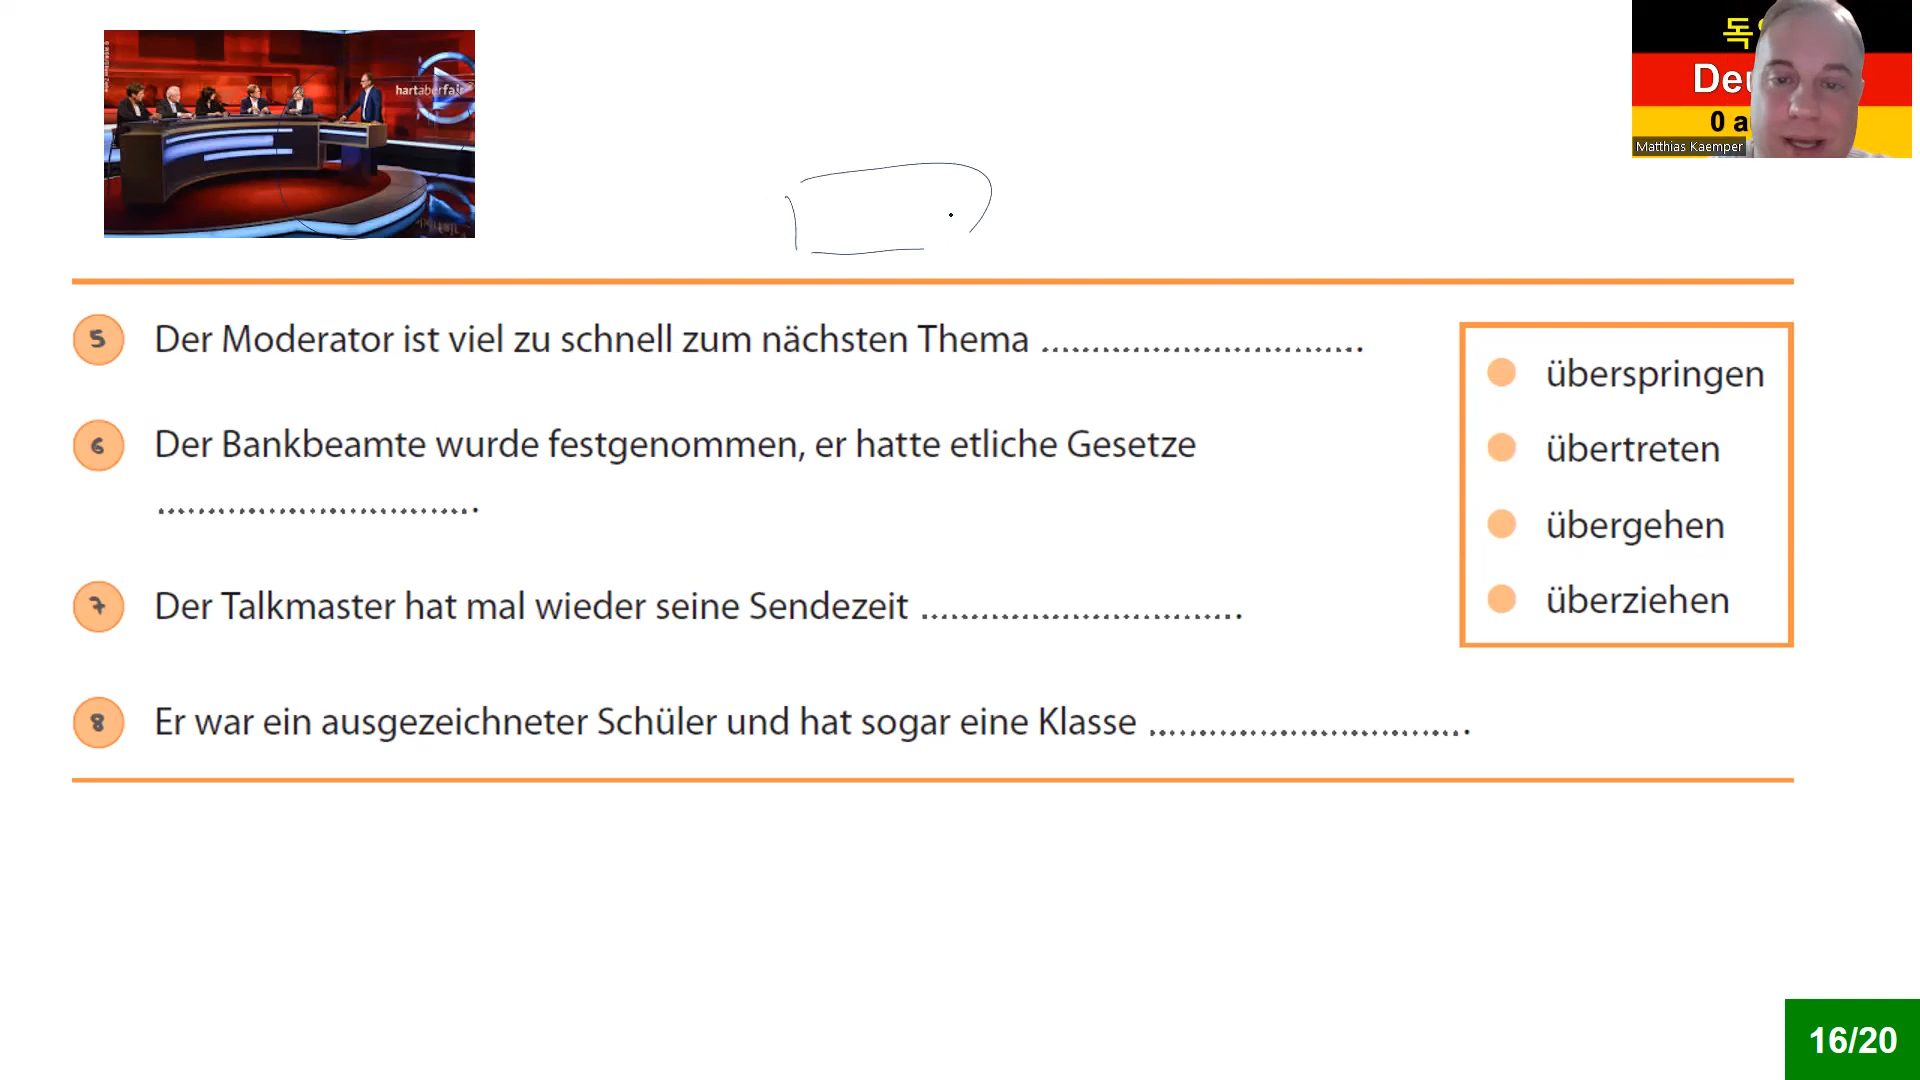 hartaberfair
독
Deu
0 a
Matthias Kaemper
5 Der Moderator ist viel zu schnell zum nächsten Thema ................................
6 Der Bankbeamte wurde festgenommen, er hatte etliche Gesetze
................................
7 Der Talkmaster hat mal wieder seine Sendezeit ................................
8 Er war ein ausgezeichneter Schüler und hat sogar eine Klasse ................................
überspringen
übertreten
übergehen
überziehen
16/20